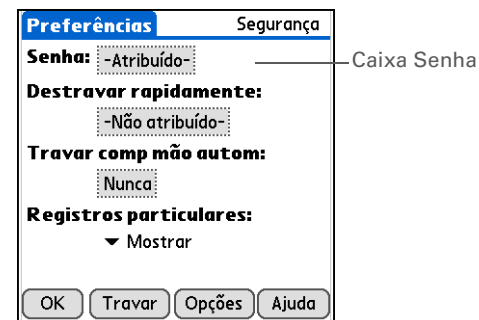 Preferências Segurança
Senha: -Atribuído- Caixa Senha
Destravar rapidamente:
-Não atribuído-
Travar comp mão autom:
Nunca
Registros particulares:
Mostrar
OK Travar Opções Ajuda